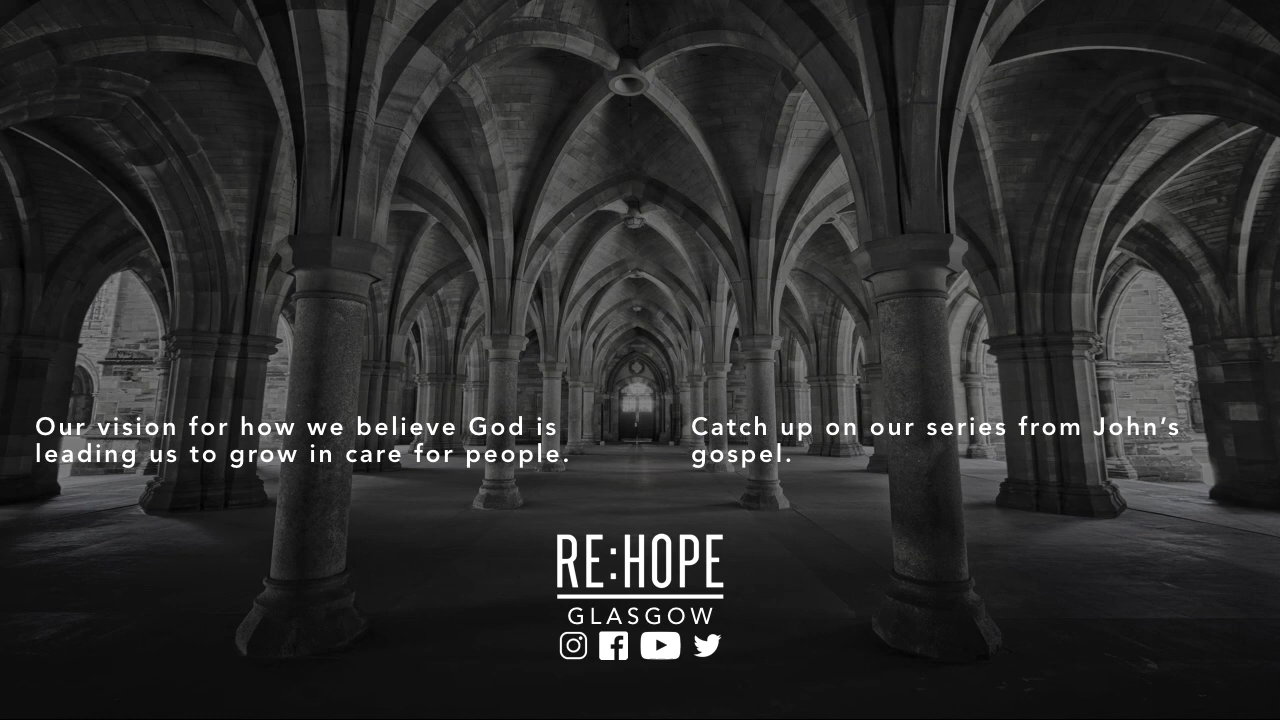 Our vision for how we believe God is
leading us to grow in care for people.
Catch up on our series from John’s
gospel.
RE:HOPE
GLASGOW